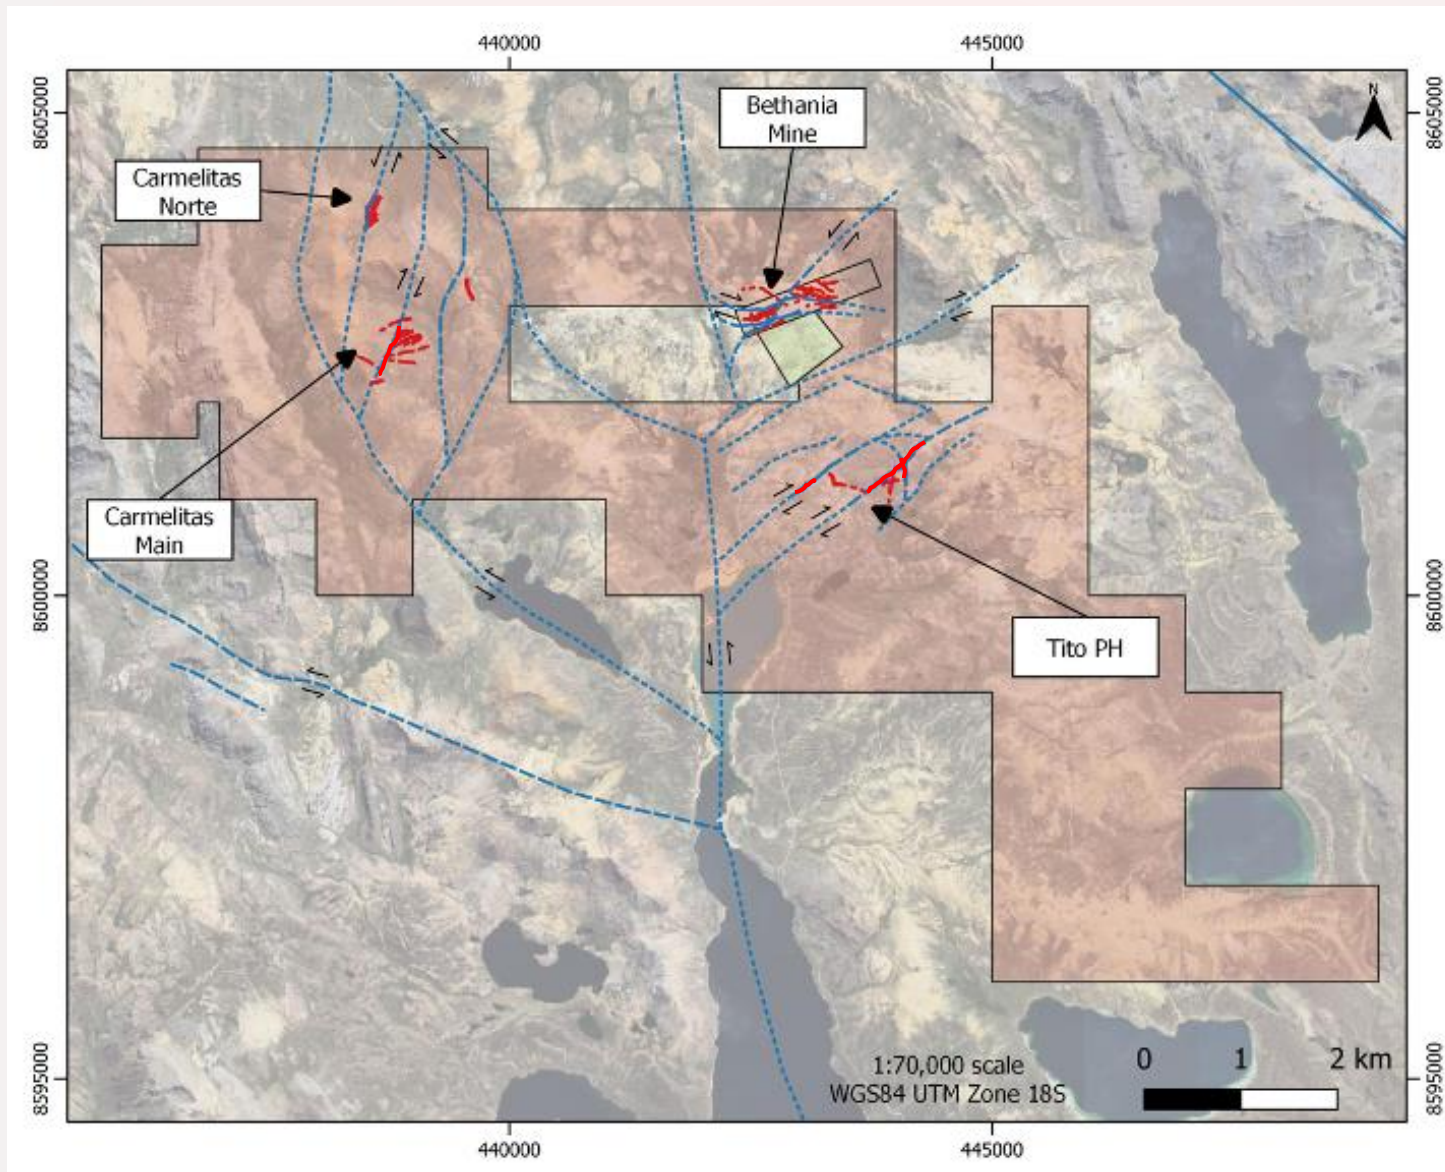 440000
445000
8605000
8605000
N
Bethania
Mine
Carmelitas
Norte
Carmelitas
Main
8600000
8600000
Tito PH
1:70,000 scale
WGS84 UTM Zone 18S
0 1 2 km
8595000
8595000
440000
445000